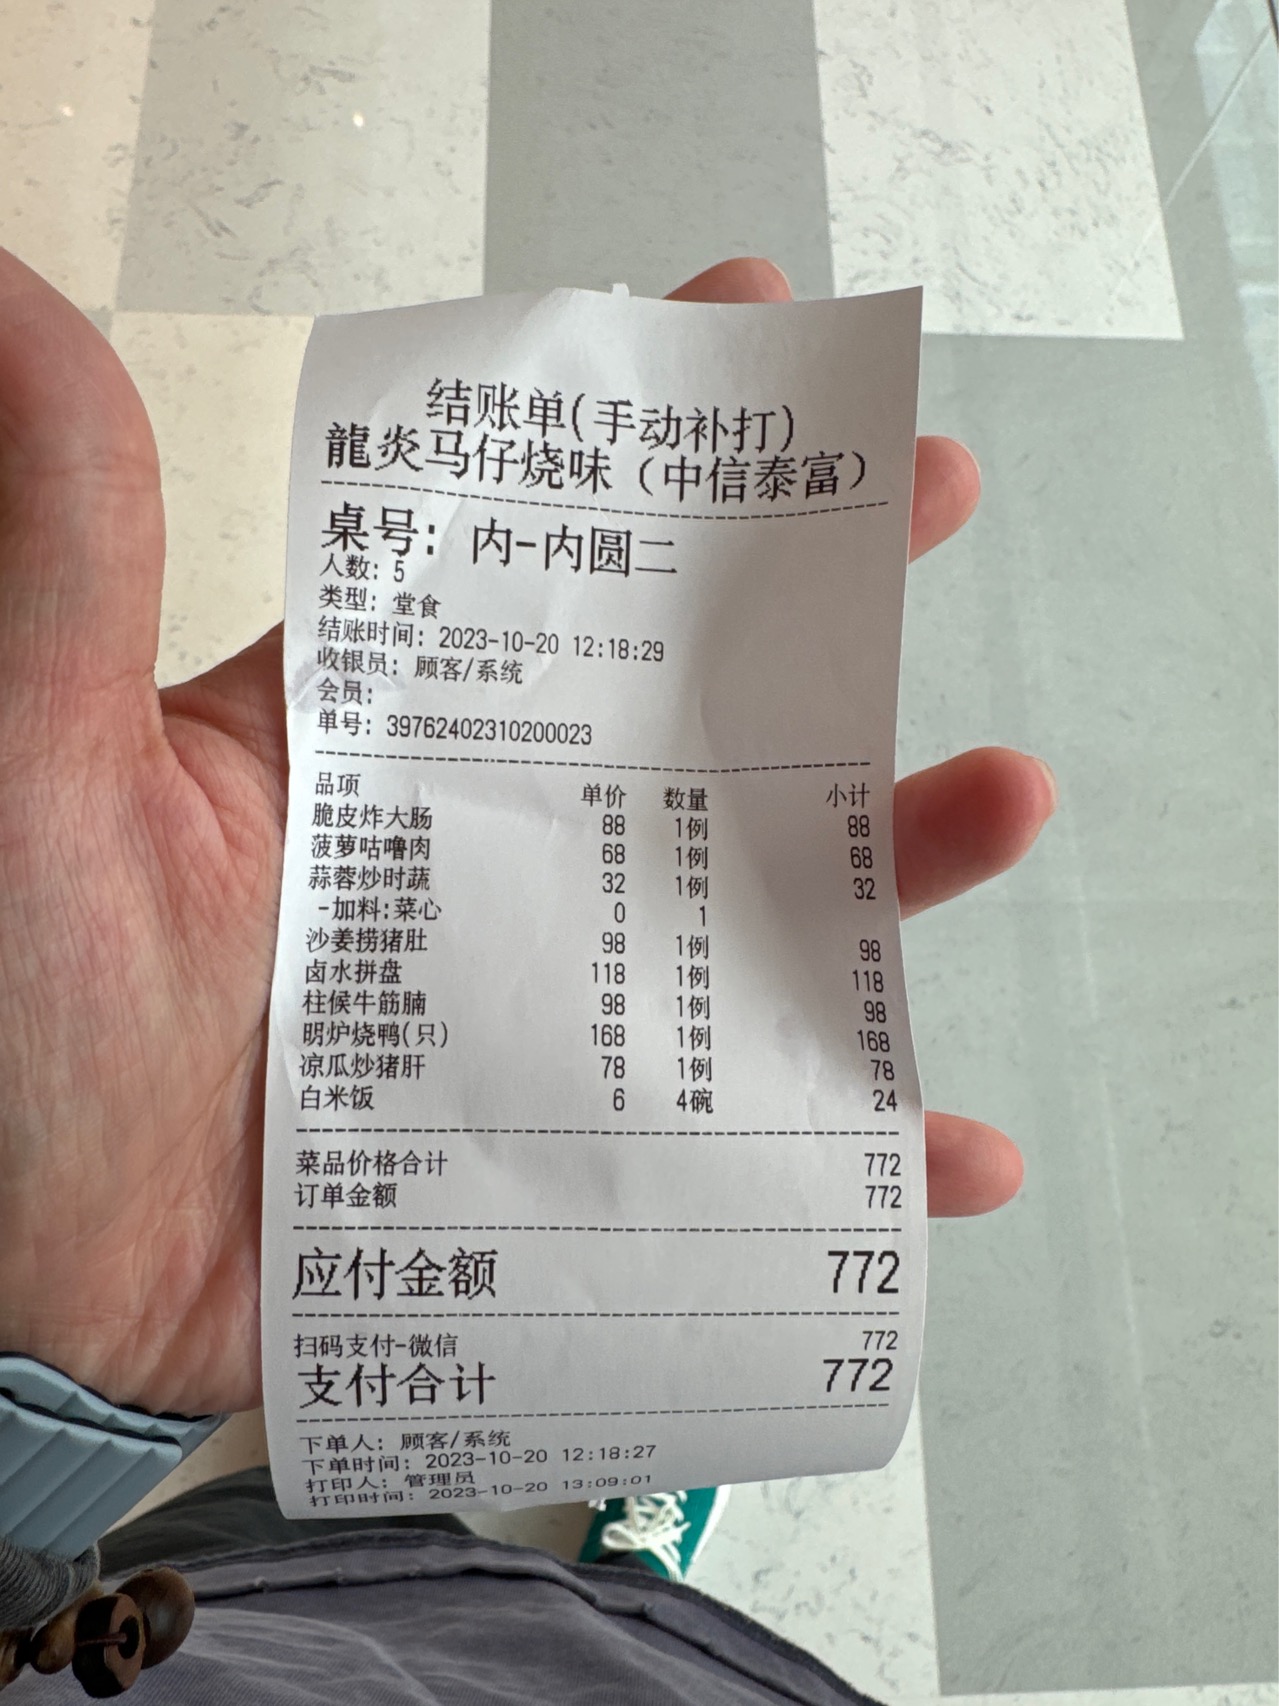 结账单(手动补打)
龍炎马仔烧味（中信泰富）
桌号: 内-内圆二
人数: 5
类型: 堂食
结账时间: 2023-10-20 12:18:29
收银员: 顾客/系统
会员:
单号: 39762402310200023
品项 单价 数量 小计
脆皮炸大肠 88 1例 88
菠萝咕噜肉 68 1例 68
蒜蓉炒时蔬 32 1例 32
-加料:菜心 0 1
沙姜捞猪肚 98 1例 98
卤水拼盘 118 1例 118
柱候牛筋腩 98 1例 98
明炉烧鸭(只) 168 1例 168
凉瓜炒猪肝 78 1例 78
白米饭 6 4碗 24
菜品价格合计 772
订单金额 772
应付金额 772
扫码支付-微信 772
支付合计 772
下单人: 顾客/系统
下单时间: 2023-10-20 12:18:27
打印人: 管理员
打印时间: 2023-10-20 13:09:01